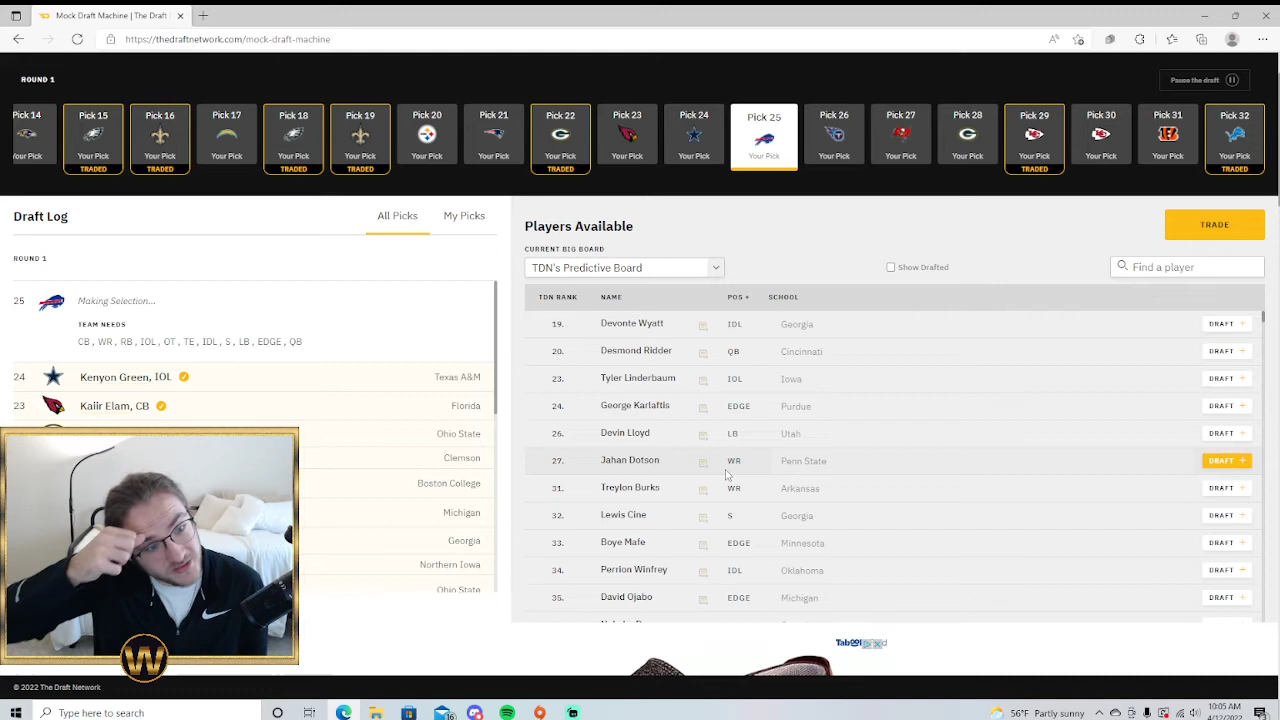 Mock Draft Machine | The Draft
https://thedraftnetwork.com/mock-draft-machine
ROUND 1
Pause the draft
Pick 14 Pick 15 Pick 16 Pick 17 Pick 18 Pick 19 Pick 20 Pick 21 Pick 22 Pick 23 Pick 24 Pick 25 Pick 26 Pick 27 Pick 28 Pick 29 Pick 30 Pick 31 Pick 32
Your Pick Your Pick Your Pick Your Pick Your Pick Your Pick Your Pick Your Pick Your Pick Your Pick Your Pick Your Pick Your Pick Your Pick Your Pick Your Pick Your Pick Your Pick Your Pick
TRADED TRADED TRADED TRADED TRADED TRADED TRADED
Draft Log
All Picks My Picks
ROUND 1
25 Making Selection...
TEAM NEEDS
CB , WR , RB , IOL , OT , TE , IDL , S , LB , EDGE , QB
24 Kenyon Green, IOL Texas A&M
23 Kaiir Elam, CB Florida
Ohio State
Clemson
Boston College
Michigan
Georgia
Northern Iowa
Ohio State
W
Players Available
TRADE
CURRENT BIG BOARD
TDN's Predictive Board
Show Drafted
Find a player
TDN RANK NAME POS + SCHOOL
19. Devonte Wyatt IDL Georgia DRAFT +
20. Desmond Ridder QB Cincinnati DRAFT +
23. Tyler Linderbaum IOL Iowa DRAFT +
24. George Karlaftis EDGE Purdue DRAFT +
26. Devin Lloyd LB Utah DRAFT +
27. Jahan Dotson WR Penn State DRAFT +
31. Treylon Burks WR Arkansas DRAFT +
32. Lewis Cine S Georgia DRAFT +
33. Boye Mafe EDGE Minnesota DRAFT +
34. Perrion Winfrey IDL Oklahoma DRAFT +
35. David Ojabo EDGE Michigan DRAFT +
© 2022 The Draft Network
Type here to search
56°F Partly sunny
10:05 AM
4/12/2022